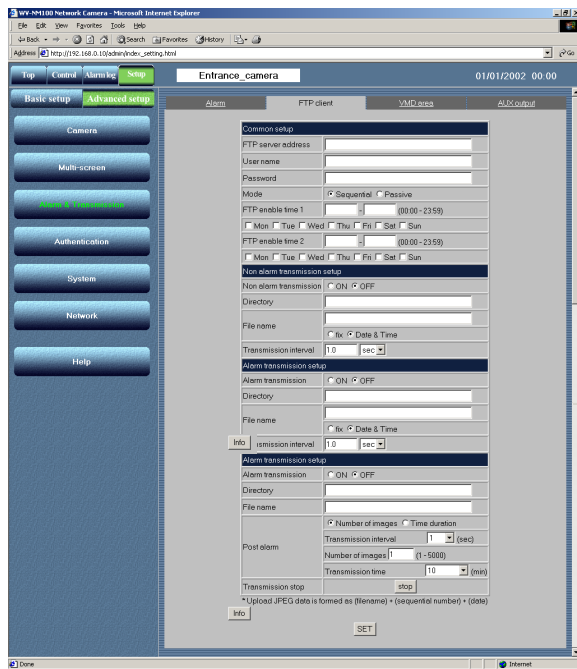 WV-NM100 Network Camera - Microsoft Internet Explorer
File Edit View Favorites Tools Help
Back Search Favorites History
Address http://192.168.0.10/admin/index_setting.html Go
Top Control Alarm log Setup Entrance_camera 01/01/2002 00:00
Basic setup Advanced setup
Alarm FTP client VMD area AUX output
Camera
Multi-screen
Alarm & Transmission
Authentication
System
Network
Help
Common setup
FTP server address
User name
Password
Mode Sequential Passive
FTP enable time 1 - (00:00 - 23:59)
Mon Tue Wed Thu Fri Sat Sun
FTP enable time 2 - (00:00 - 23:59)
Mon Tue Wed Thu Fri Sat Sun
Non alarm transmission setup
Non alarm transmission ON OFF
Directory
File name
fix Date & Time
Transmission interval 1.0 sec
Alarm transmission setup
Alarm transmission ON OFF
Directory
File name
fix Date & Time
Info smission interval 1.0 sec
Alarm transmission setup
Alarm transmission ON OFF
Directory
File name
Post alarm
Number of images Time duration
Transmission interval 1 (sec)
Number of images 1 (1 - 5000)
Transmission time 10 (min)
Transmission stop stop
* Upload JPEG data is formed as (filename) + (sequential number) + (date)
Info
SET
Done Internet